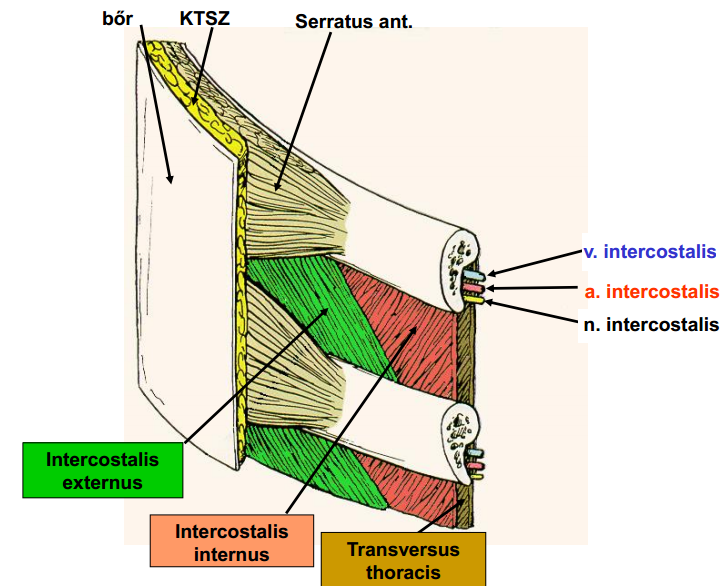 bőr
KTSZ
Serratus ant.
v. intercostalis
a. intercostalis
n. intercostalis
Intercostalis
externus
Intercostalis
internus
Transversus
thoracis